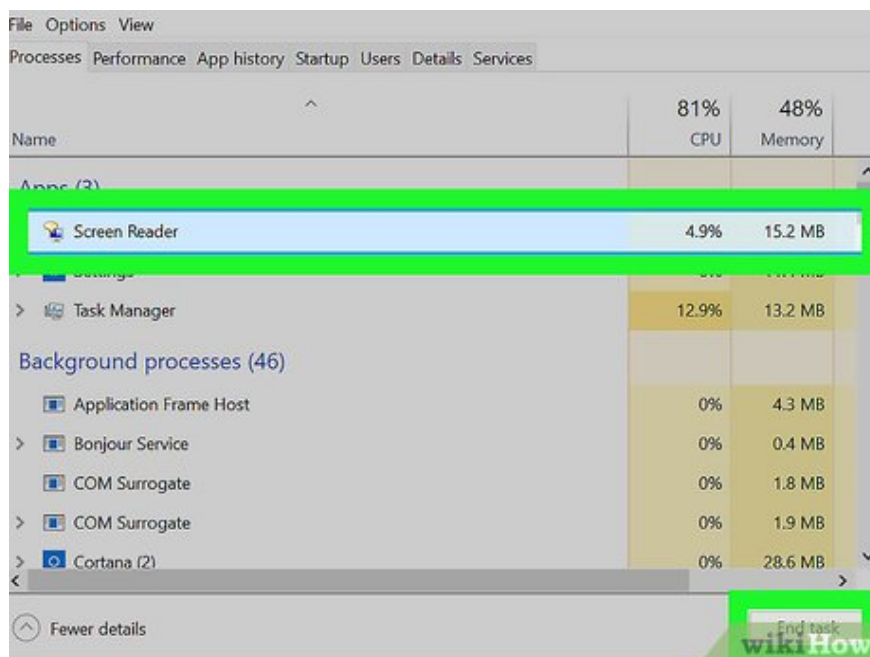 File Options View
Processes Performance App history Startup Users Details Services
81% 48%
Name CPU Memory
Apps (3)
Screen Reader 4.9% 15.2 MB
Settings
Task Manager 12.9% 13.2 MB
Background processes (46)
Application Frame Host 0% 4.3 MB
Bonjour Service 0% 0.4 MB
COM Surrogate 0% 1.8 MB
COM Surrogate 0% 1.9 MB
Cortana (2) 0% 28.6 MB
Fewer details End task
wikiHow